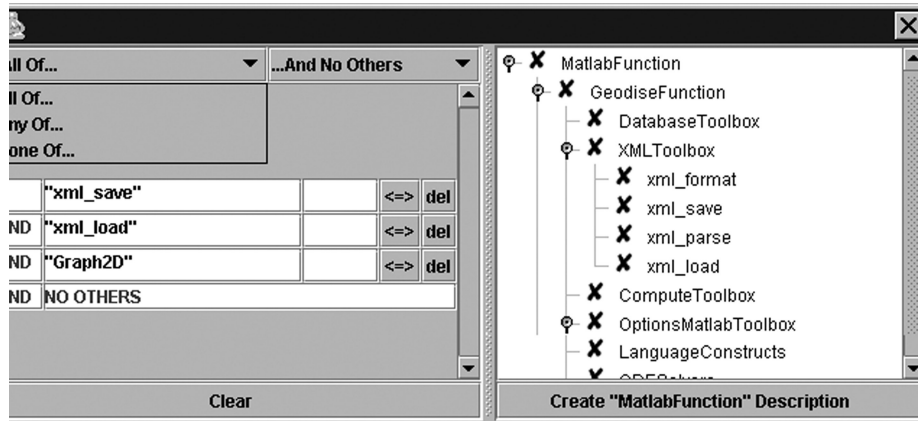 ll Of...
...And No Others
ll Of...
ny Of...
one Of...
"xml_save" <=> del
ND "xml_load" <=> del
ND "Graph2D" <=> del
ND NO OTHERS
Clear
MatlabFunction
GeodiseFunction
DatabaseToolbox
XMLToolbox
xml_format
xml_save
xml_parse
xml_load
ComputeToolbox
OptionsMatlabToolbox
LanguageConstructs
Create "MatlabFunction" Description